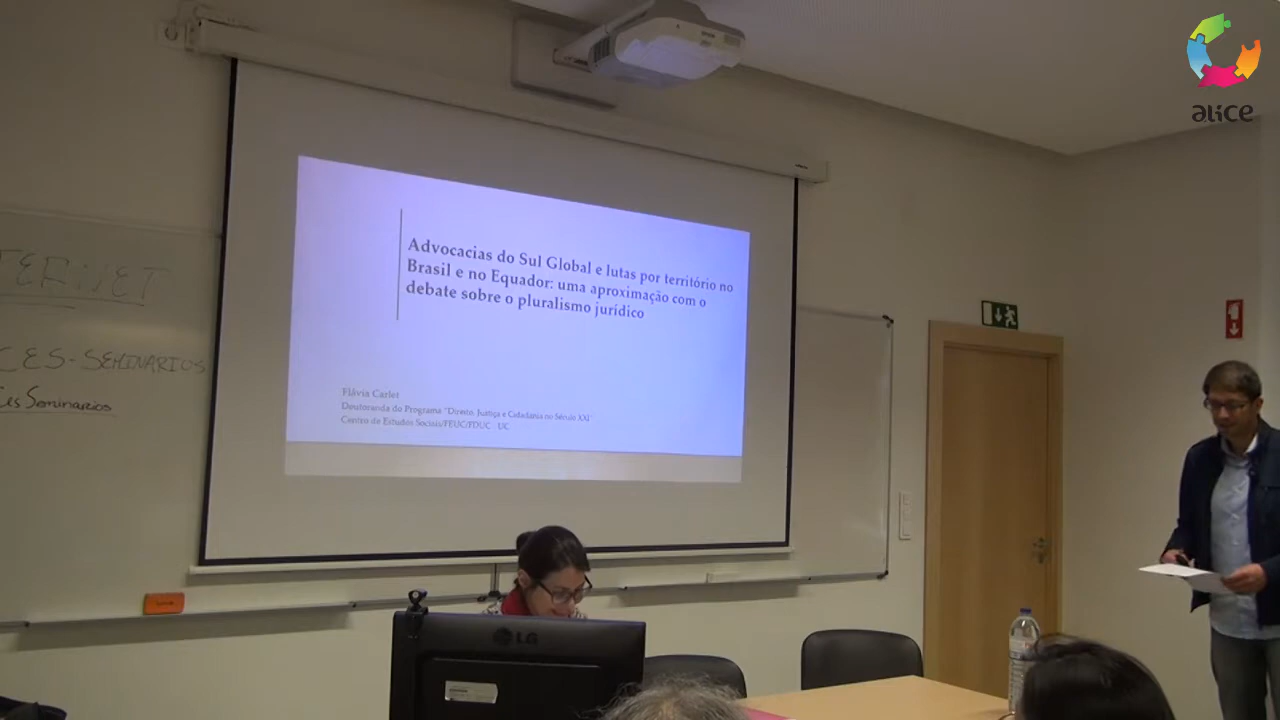 alice
TERNET
CES-SEMINARIOS
Ces Seminarios
Advocacias do Sul Global e lutas por território no
Brasil e no Equador: uma aproximação com o
debate sobre o pluralismo jurídico
Flávia Carlet
Doutoranda do Programa "Direito, Justiça e Cidadania no Século XXI"
Centro de Estudos Sociais/FEUC/FDUC - UC
LG